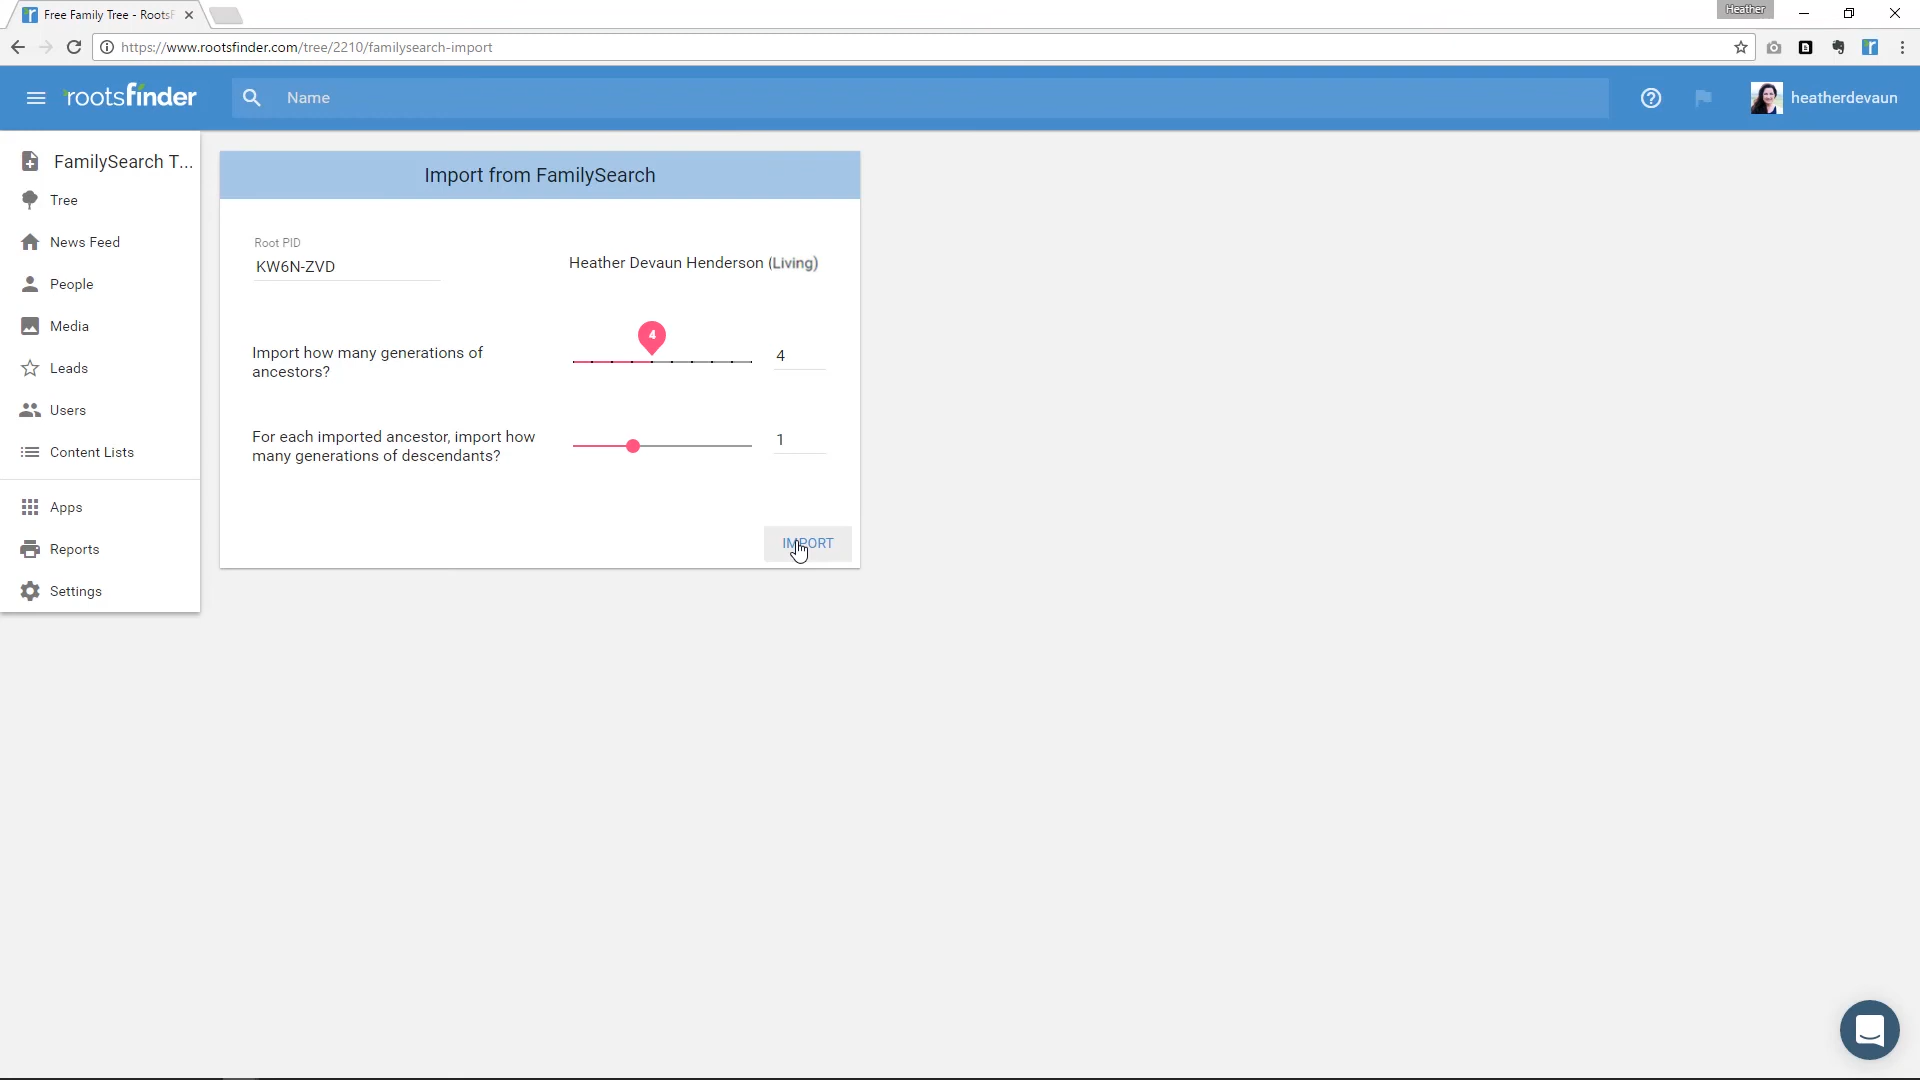 Free Family Tree - Roots
Heather
https://www.rootsfinder.com/tree/2210/familysearch-import
rootsfinder
Name
heatherdevaun
FamilySearch T...
Tree
News Feed
People
Media
Leads
Users
Content Lists
Apps
Reports
Settings
Import from FamilySearch
Root PID
KW6N-ZVD
Heather Devaun Henderson (Living)
4
Import how many generations of
ancestors?
4
For each imported ancestor, import how
many generations of descendants?
1
IMPORT